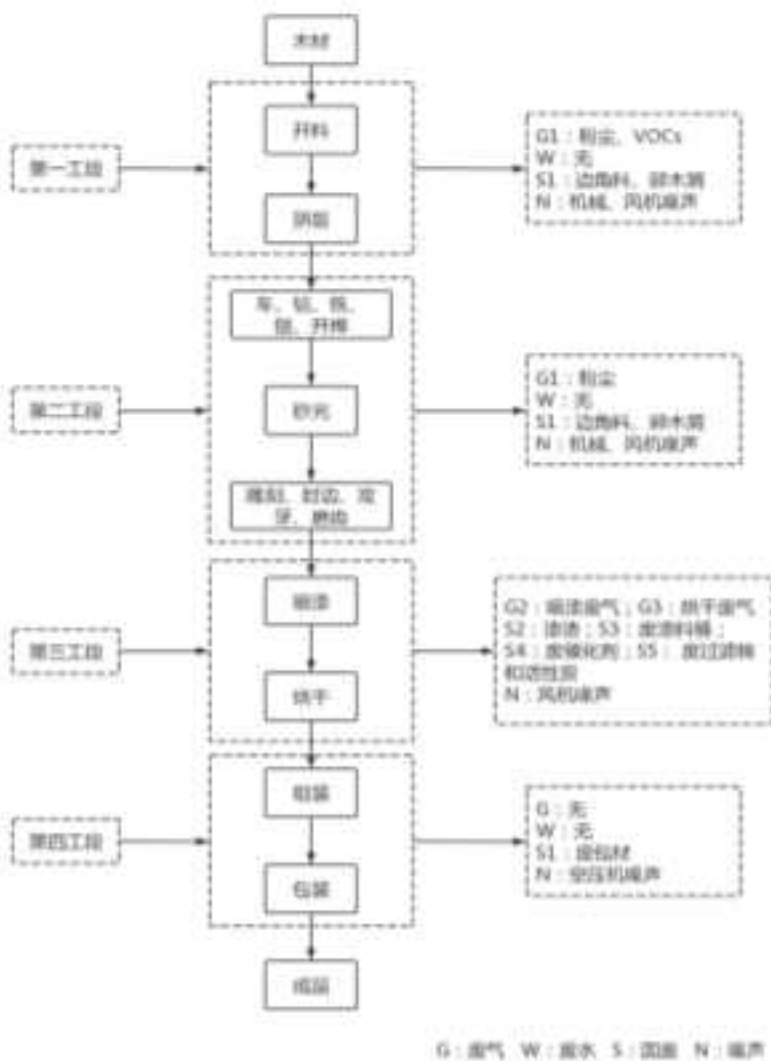 木材
开料
G1：粉尘、VOCs
W：无
S1：边角料、碎木屑
N：机械、风机噪声
第一工段
车、钻、铣、
刨、开榫
砂光
G1：粉尘
W：无
S1：边角料、碎木屑
N：机械、风机噪声
第二工段
雕刻、封边、攻
牙、磨边
喷漆
G2：喷漆废气；G3：烘干废气
S2：漆渣；S3：废漆料桶；
S4：废催化剂；S5：废过滤棉
和活性炭
N：风机噪声
第三工段
烘干
组装
G：无
W：无
S1：废包材
N：空压机噪声
第四工段
包装
成品
G：废气 W：废水 S：固废 N：噪声